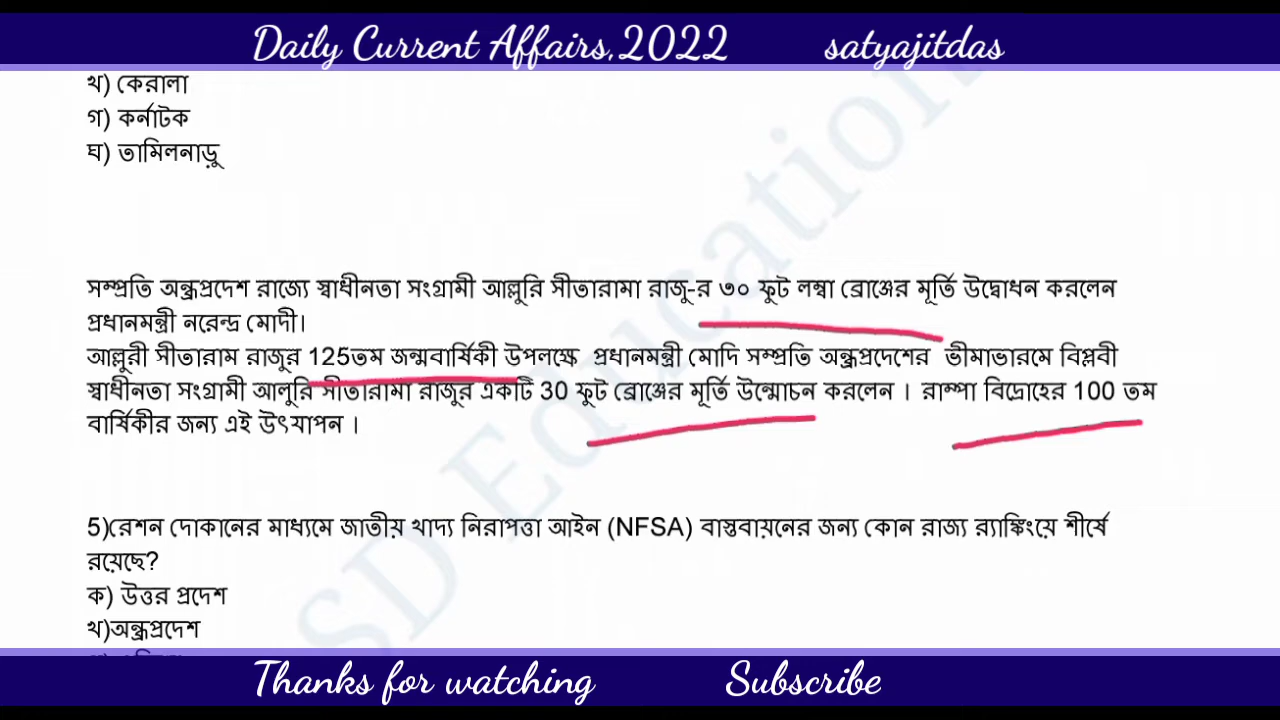 Daily Current Affairs,2022 satyajitdas
খ) কেরালা
গ) কর্নাটক
ঘ) তামিলনাড়ু
সম্প্রতি অন্ধ্রপ্রদেশ রাজ্যে স্বাধীনতা সংগ্রামী আল্লুরি সীতারামা রাজু-র ৩০ ফুট লম্বা ব্রোঞ্জের মূর্তি উদ্বোধন করলেন
প্রধানমন্ত্রী নরেন্দ্র মোদী।
আল্লুরী সীতারাম রাজুর 125তম জন্মবার্ষিকী উপলক্ষে প্রধানমন্ত্রী মোদি সম্প্রতি অন্ধ্রপ্রদেশের ভীমাভারমে বিপ্লবী
স্বাধীনতা সংগ্রামী আলুরি সীতারামা রাজুর একটি 30 ফুট ব্রোঞ্জের মূর্তি উন্মোচন করলেন । রাম্পা বিদ্রোহের 100 তম
বার্ষিকীর জন্য এই উৎযাপন ।
5)রেশন দোকানের মাধ্যমে জাতীয় খাদ্য নিরাপত্তা আইন (NFSA) বাস্তবায়নের জন্য কোন রাজ্য র‍্যাঙ্কিংয়ে শীর্ষে
রয়েছে?
ক) উত্তর প্রদেশ
খ)অন্ধ্রপ্রদেশ
Thanks for watching Subscribe
SD Education